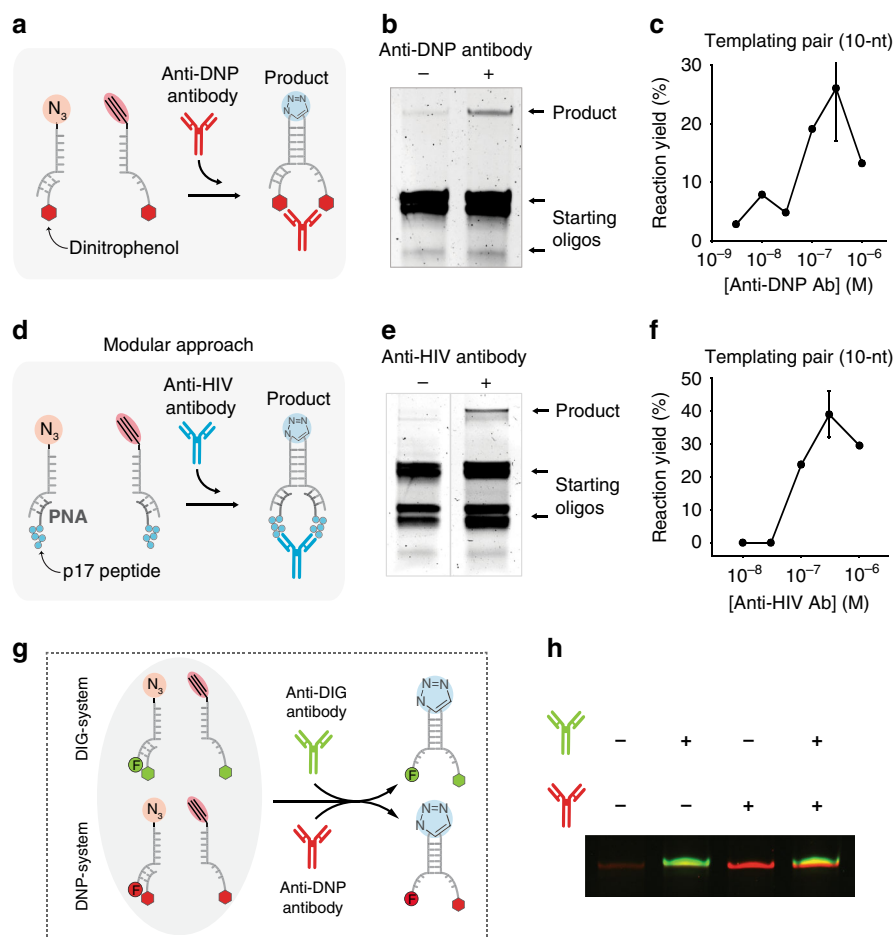 a
Anti-DNP
antibody
Product
N3
N=N
N
Dinitrophenol
b
Anti-DNP antibody
– +
Product
Starting
oligos
c
Templating pair (10-nt)
Reaction yield (%)
30
20
10
0
10⁻⁹ 10⁻⁸ 10⁻⁷ 10⁻⁶
[Anti-DNP Ab] (M)
d
Modular approach
Anti-HIV
antibody
Product
N3
N=N
N
PNA
p17 peptide
e
Anti-HIV antibody
– +
Product
Starting
oligos
f
Templating pair (10-nt)
Reaction yield (%)
50
40
30
20
10
0
10⁻⁸ 10⁻⁷ 10⁻⁶
[Anti-HIV Ab] (M)
g
DIG-system
N3
F
Anti-DIG
antibody
N=N
N
F
DNP-system
N3
F
Anti-DNP
antibody
N=N
N
F
h
– + – +
– – + +